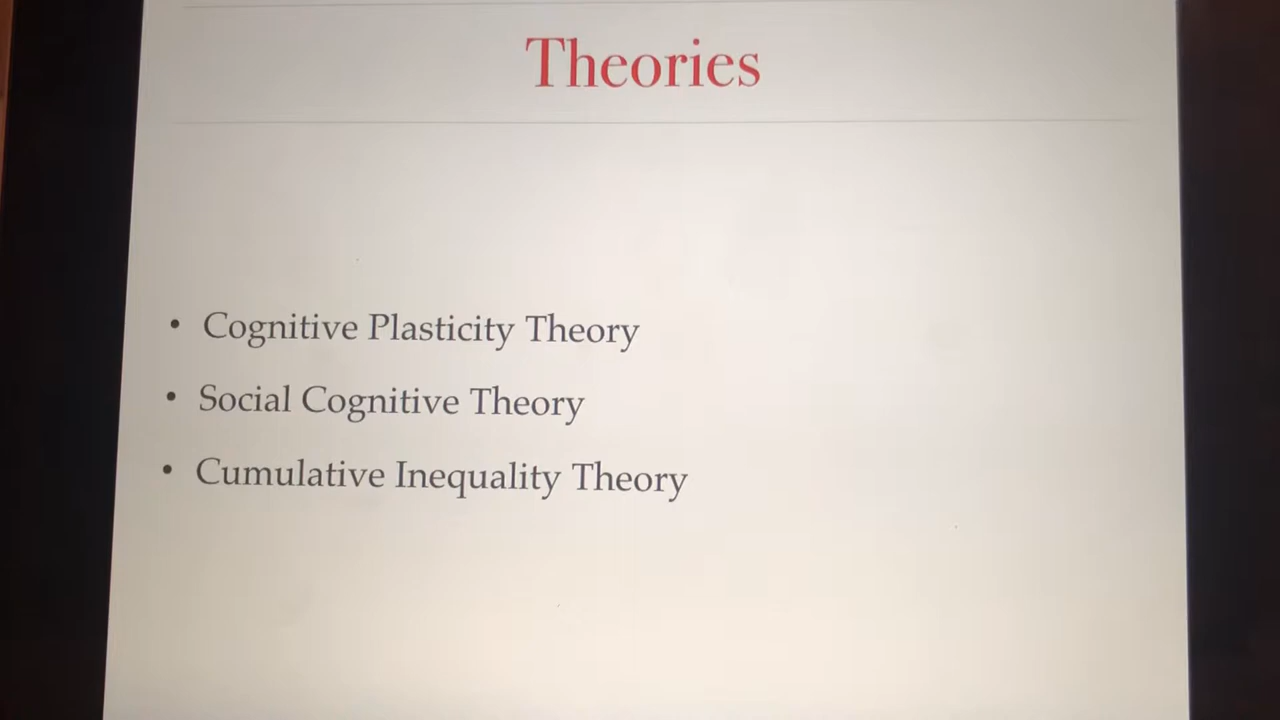 Theories
• Cognitive Plasticity Theory
• Social Cognitive Theory
• Cumulative Inequality Theory